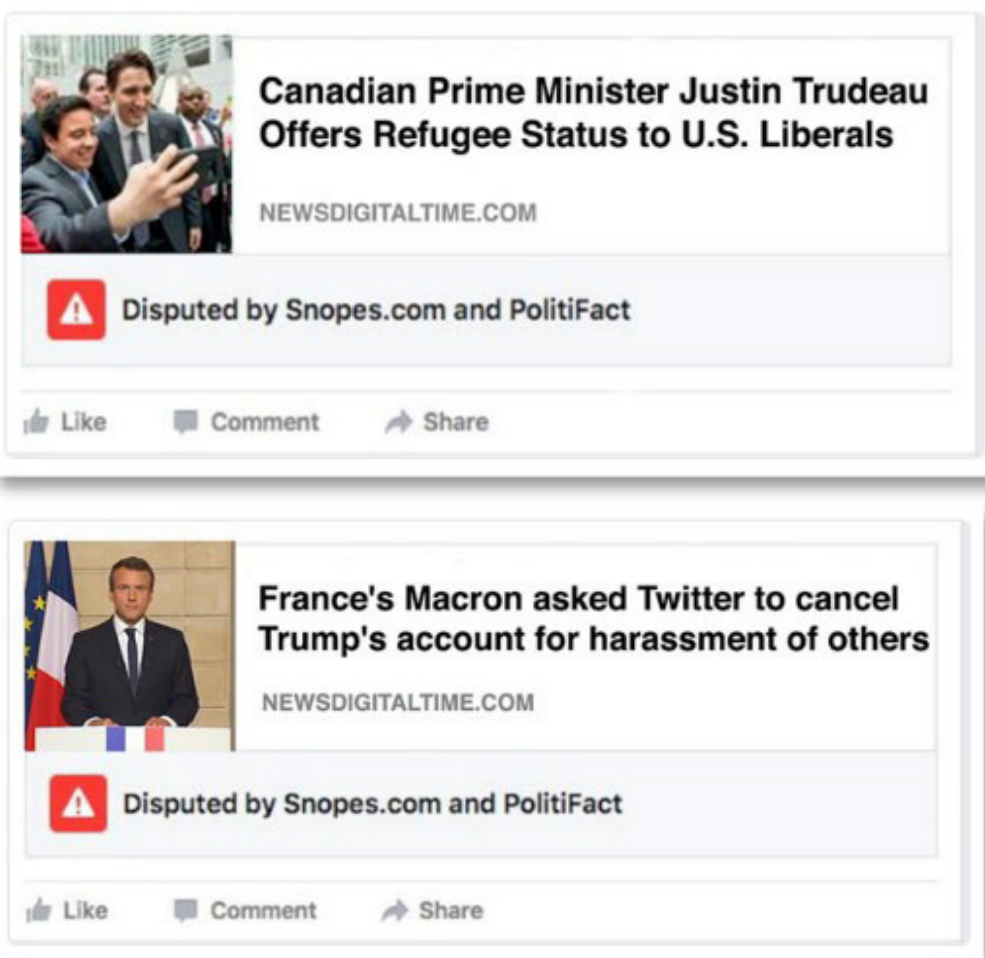 Canadian Prime Minister Justin Trudeau
Offers Refugee Status to U.S. Liberals
NEWSDIGITALTIME.COM
Disputed by Snopes.com and PolitiFact
Like Comment Share
France's Macron asked Twitter to cancel
Trump's account for harassment of others
NEWSDIGITALTIME.COM
Disputed by Snopes.com and PolitiFact
Like Comment Share